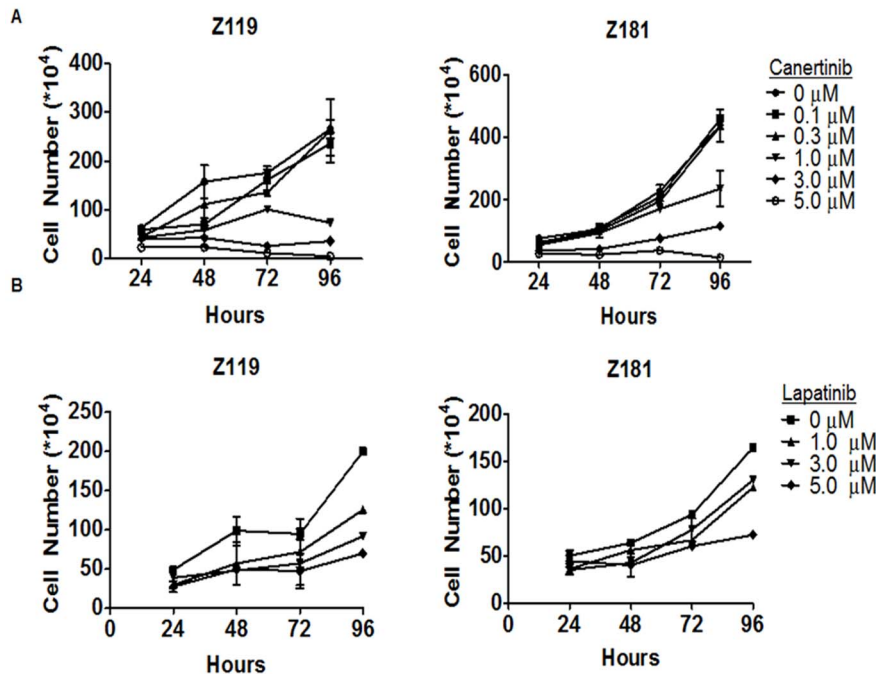 A
Z119
Cell Number (*10^4)
400
300
200
100
0
24 48 72 96
Hours
Z181
Cell Number (*10^4)
600
400
200
0
24 48 72 96
Hours
Canertinib
0 µM
0.1 µM
0.3 µM
1.0 µM
3.0 µM
5.0 µM
B
Z119
Cell Number (*10^4)
250
200
150
100
50
0
0 24 48 72 96
Hours
Z181
Cell Number (*10^4)
200
150
100
50
0
0 24 48 72 96
Hours
Lapatinib
0 µM
1.0 µM
3.0 µM
5.0 µM